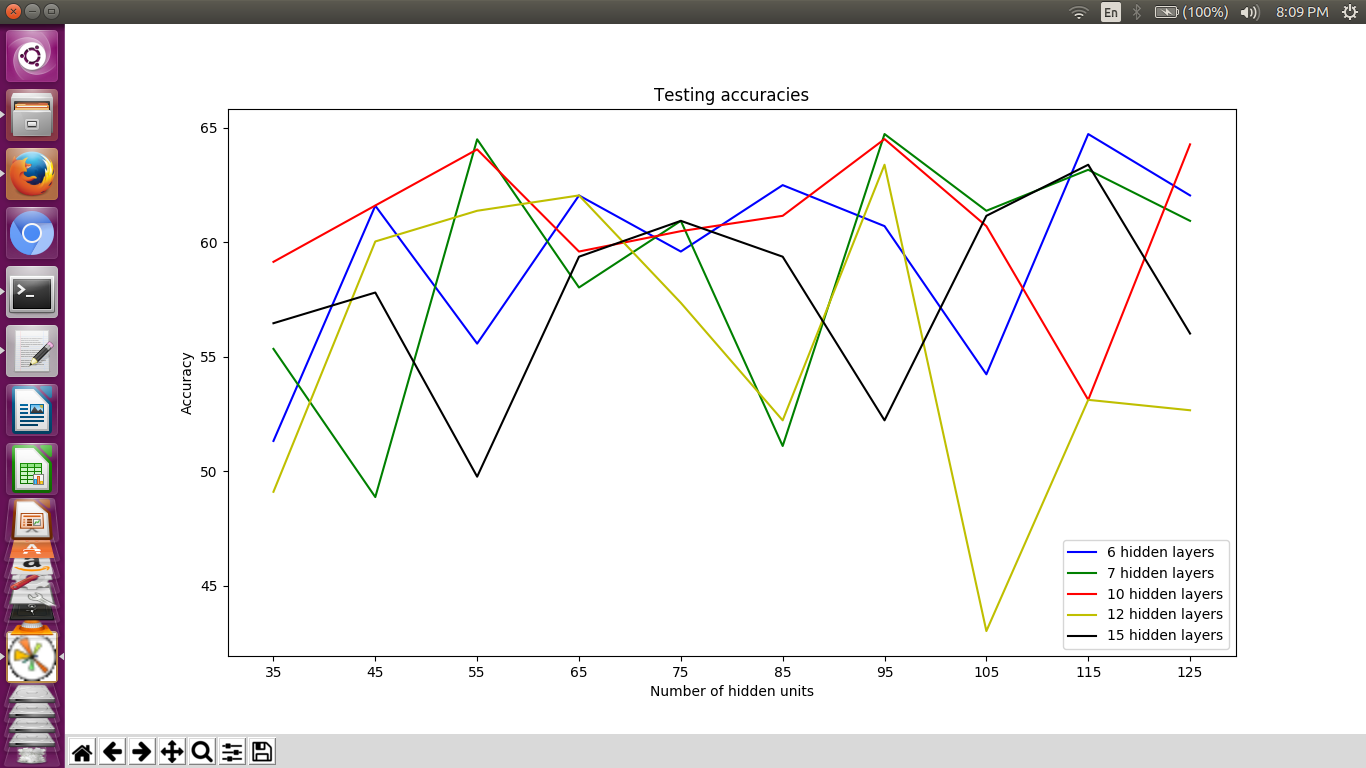 En (100%) 8:09 PM
Testing accuracies
65
60
55
50
45
Accuracy
35 45 55 65 75 85 95 105 115 125
Number of hidden units
6 hidden layers
7 hidden layers
10 hidden layers
12 hidden layers
15 hidden layers
>_
a